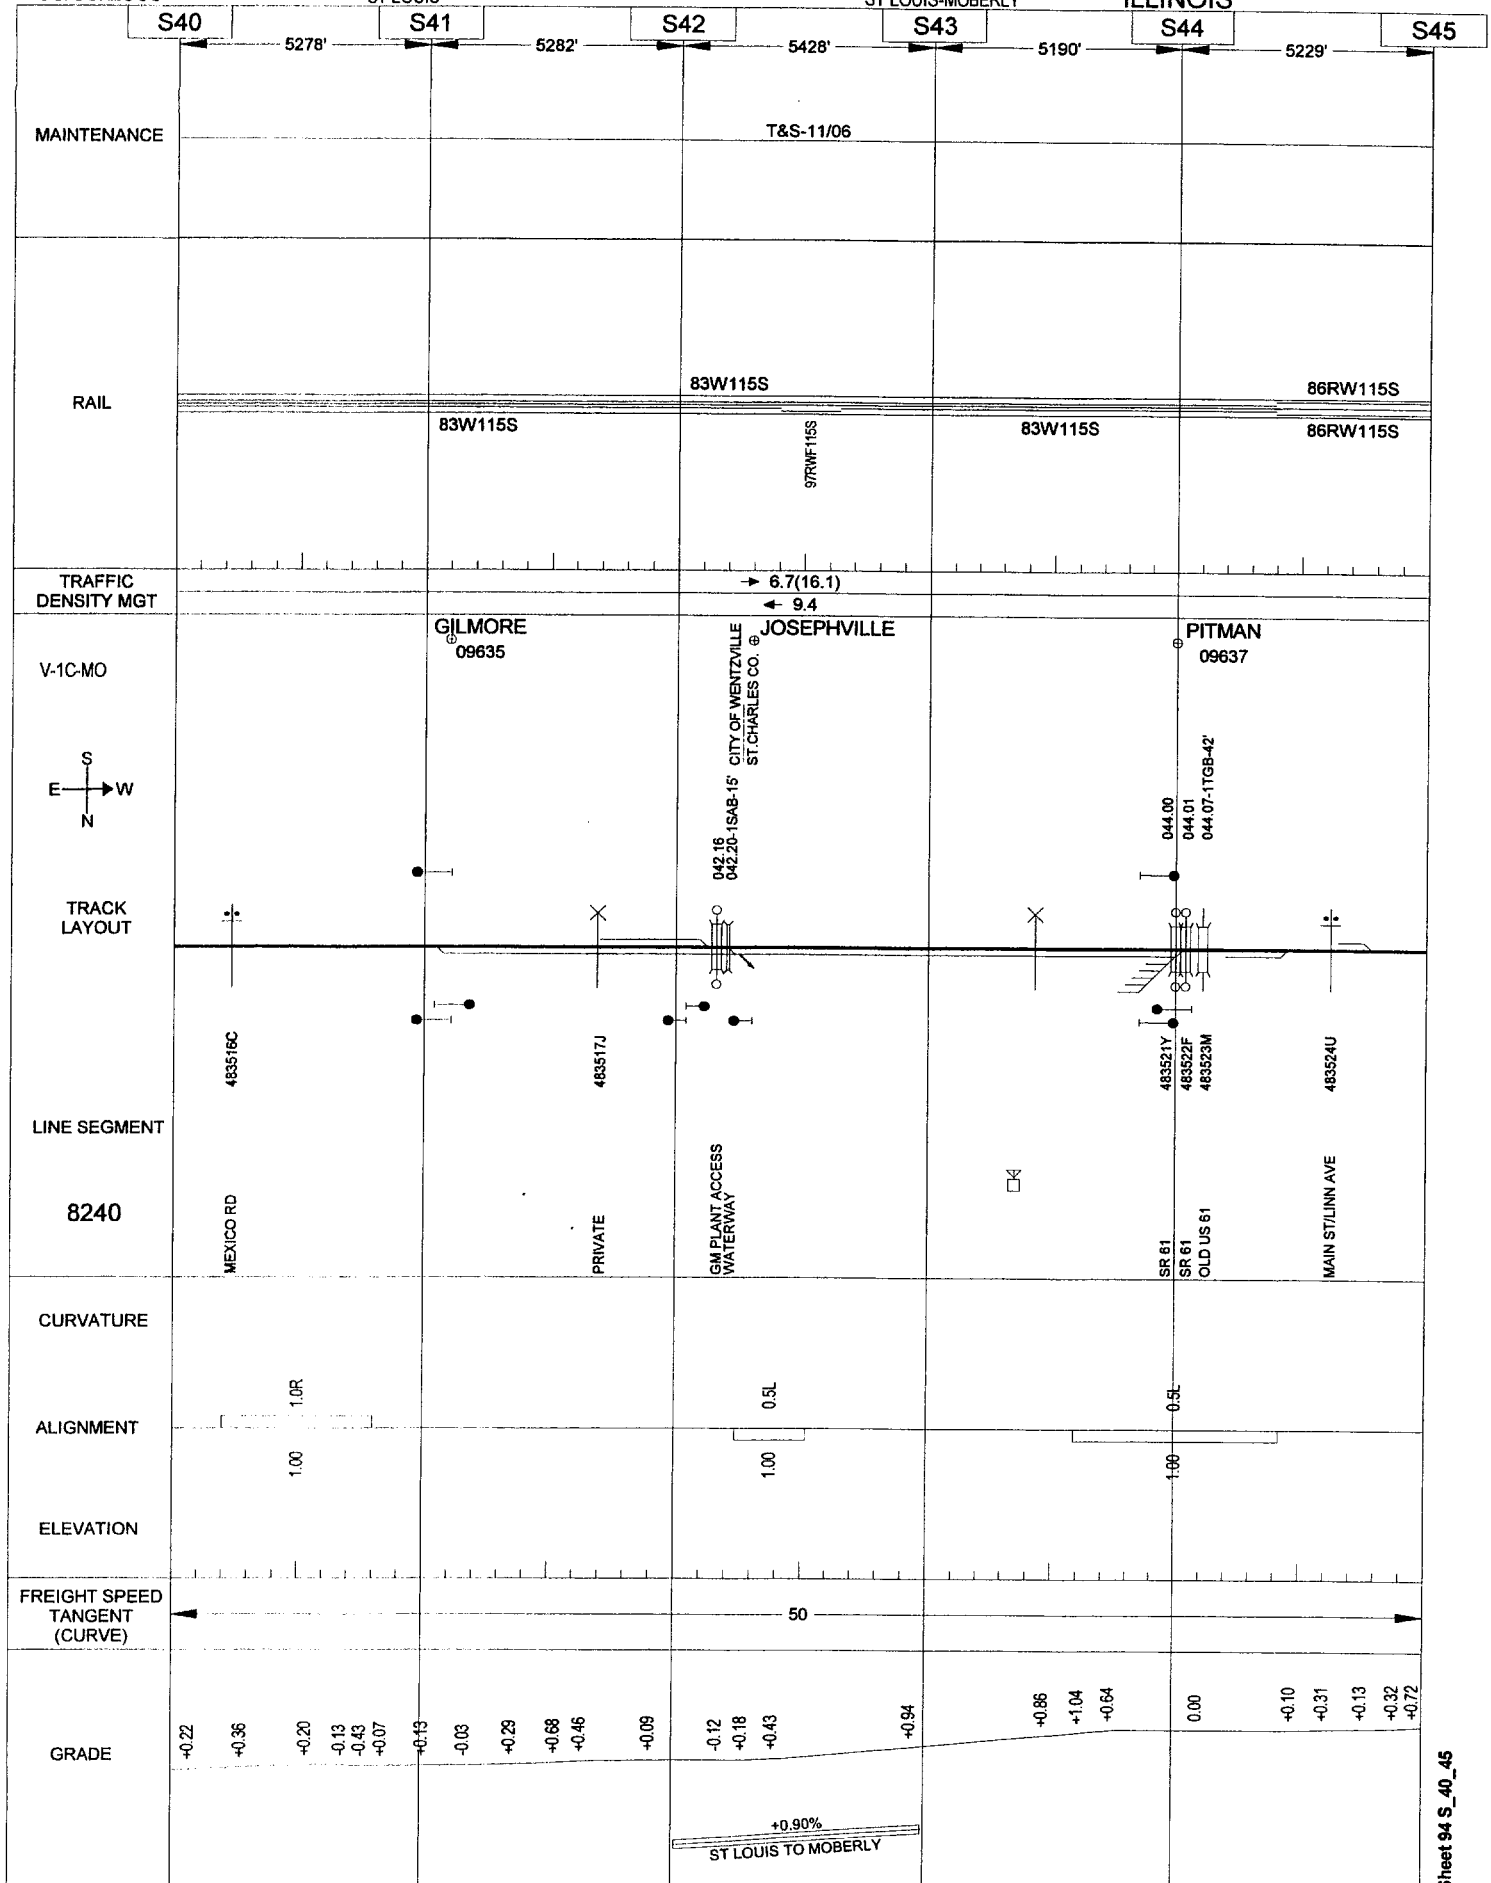 ST LOUIS-MOBERLY
ILLINOIS
S40
S41
S42
S43
S44
S45
5278'
5282'
5428'
5190'
5229'
MAINTENANCE
T&S-11/06
RAIL
83W115S
86RW115S
83W115S
83W115S
86RW115S
97RWF115S
TRAFFIC
DENSITY MGT
6.7(16.1)
9.4
V-1C-MO
GILMORE
09635
CITY OF WENTZVILLE
ST.CHARLES CO.
JOSEPHVILLE
PITMAN
09637
S
E W
N
042.16
042.20-1SAB-15'
044.00
044.01
044.07-1TGB-42'
TRACK
LAYOUT
483516C
483517J
483521Y
483522F
483523M
483524U
LINE SEGMENT
8240
MEXICO RD
PRIVATE
GM PLANT ACCESS
WATERWAY
SR 61
SR 61
OLD US 61
MAIN ST/LINN AVE
CURVATURE
1.0R
0.5L
0.5L
ALIGNMENT
1.00
1.00
1.00
ELEVATION
FREIGHT SPEED
TANGENT
(CURVE)
50
GRADE
+0.22
+0.36
+0.20
-0.13
-0.43
+0.07
+0.13
-0.03
+0.29
+0.68
+0.46
+0.09
-0.12
+0.18
+0.43
+0.94
+0.86
+1.04
+0.64
0.00
+0.10
+0.31
+0.13
+0.32
+0.72
+0.90%
ST LOUIS TO MOBERLY
Sheet 94 S_40_45